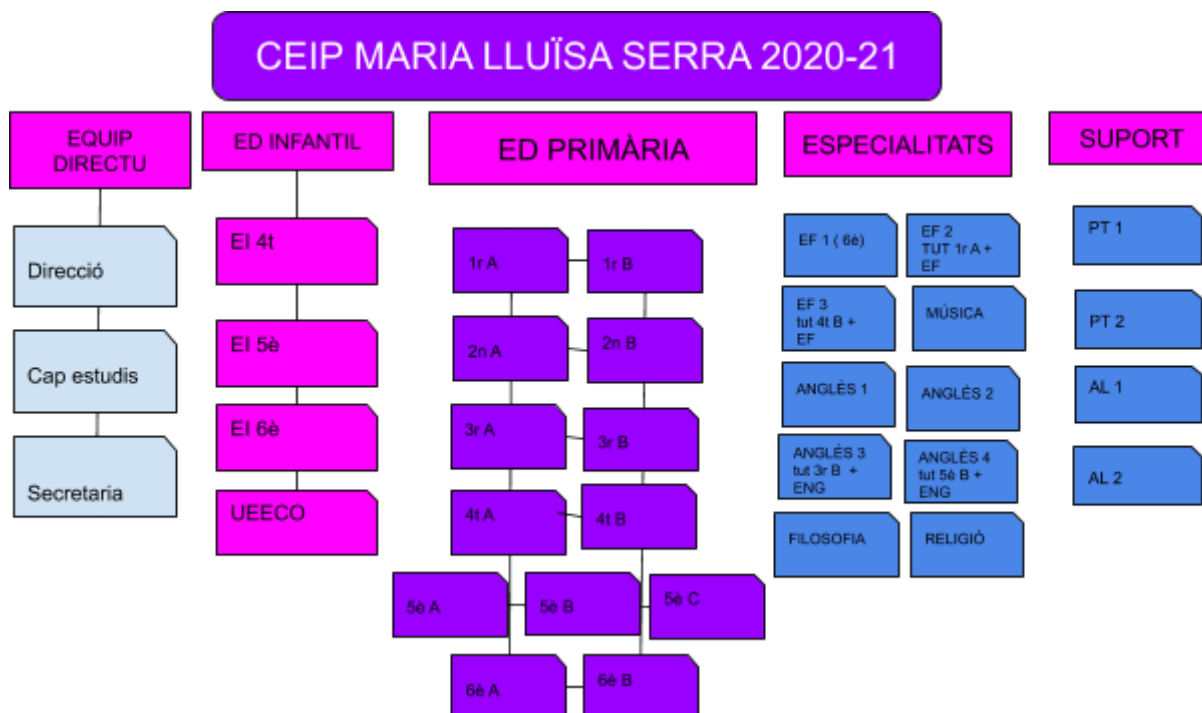 CEIP MARIA LLUÏSA SERRA 2020-21
EQUIP
DIRECTU
Direcció
Cap estudis
Secretaria
ED INFANTIL
EI 4t
EI 5è
EI 6è
UEECO
ED PRIMÀRIA
1r A
1r B
2n A
2n B
3r A
3r B
4t A
4t B
5è A
5è B
5è C
6è A
6è B
ESPECIALITATS
EF 1 ( 6è)
EF 2
TUT 1r A +
EF
EF 3
tut 4t B +
EF
MÚSICA
ANGLÈS 1
ANGLÈS 2
ANGLÈS 3
tut 3r B + 
ENG
ANGLÈS 4
tut 5è B +
ENG
FILOSOFIA
RELIGIÓ
SUPORT
PT 1
PT 2
AL 1
AL 2